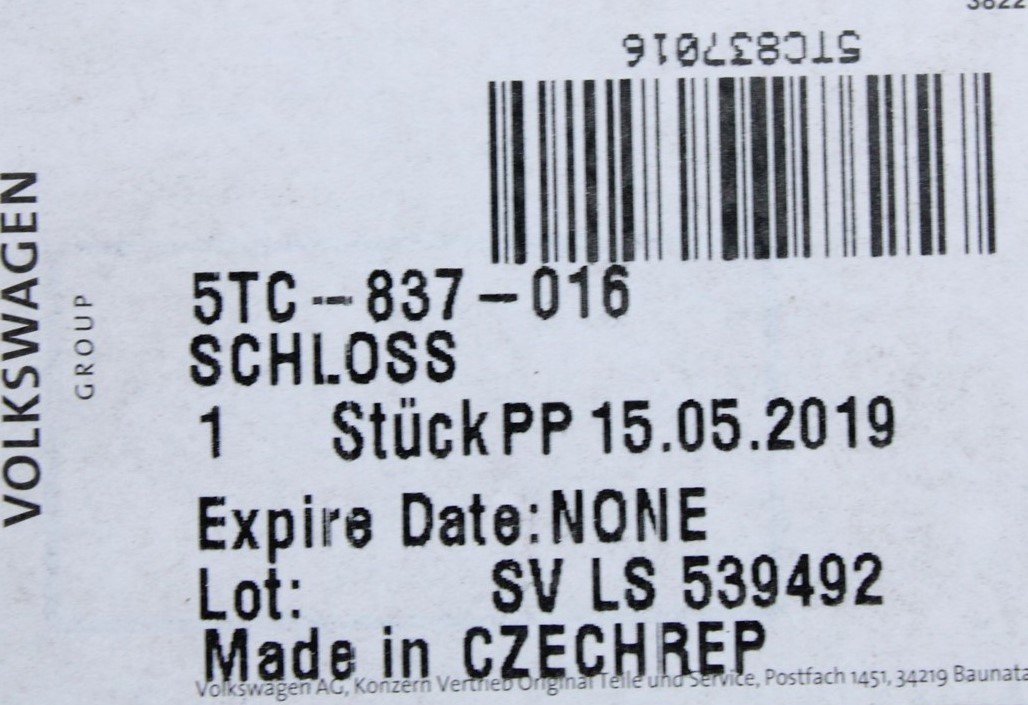 3822
5TC837016
VOLKSWAGEN
GROUP
5TC-837-016
SCHLOSS
1 Stück PP 15.05.2019
Expire Date: NONE
Lot: SV LS 539492
Made in CZECHREP
Volkswagen AG, Konzern Vertrieb Original Teile und Service, Postfach 1451, 34219 Baunata